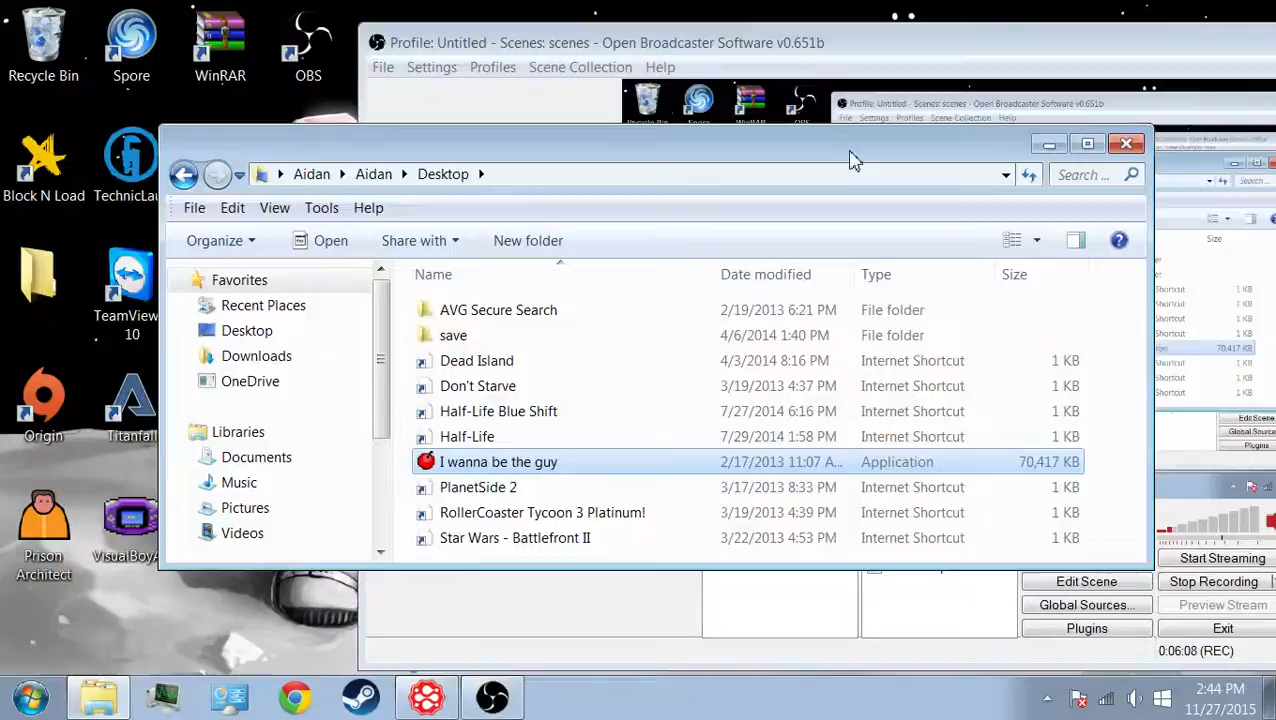 Recycle Bin
Spore
WinRAR
OBS
Block N Load
TechnicLau
TeamView
10
Origin
Titanfall
Prison
Architect
VisualBoyA
Profile: Untitled - Scenes: scenes - Open Broadcaster Software v0.651b
File Settings Profiles Scene Collection Help
Profile: Untitled - Scenes: scenes - Open Broadcaster Software v0.651b
File Settings Profiles Scene Collection Help
Aidan Aidan Desktop
Search ...
File Edit View Tools Help
Organize Open Share with New folder
Name Date modified Type Size
Favorites
Recent Places
Desktop
Downloads
OneDrive
Libraries
Documents
Music
Pictures
Videos
AVG Secure Search 2/19/2013 6:21 PM File folder
save 4/6/2014 1:40 PM File folder
Dead Island 4/3/2014 8:16 PM Internet Shortcut 1 KB
Don't Starve 3/19/2013 4:37 PM Internet Shortcut 1 KB
Half-Life Blue Shift 7/27/2014 6:16 PM Internet Shortcut 1 KB
Half-Life 7/29/2014 1:58 PM Internet Shortcut 1 KB
I wanna be the guy 2/17/2013 11:07 A... Application 70,417 KB
PlanetSide 2 3/17/2013 8:33 PM Internet Shortcut 1 KB
RollerCoaster Tycoon 3 Platinum! 3/19/2013 4:39 PM Internet Shortcut 1 KB
Star Wars - Battlefront II 3/22/2013 4:53 PM Internet Shortcut 1 KB
Search ...
Size
Shortcut 1 KB
Shortcut 1 KB
Shortcut 1 KB
Shortcut 1 KB
70,417 KB
Shortcut 1 KB
Shortcut 1 KB
Shortcut 1 KB
Edit Scene
Global Source
Plugins
Start Streaming
Edit Scene Stop Recording
Global Sources... Preview Stream
Plugins Exit
0:06:08 (REC)
2:44 PM
11/27/2015